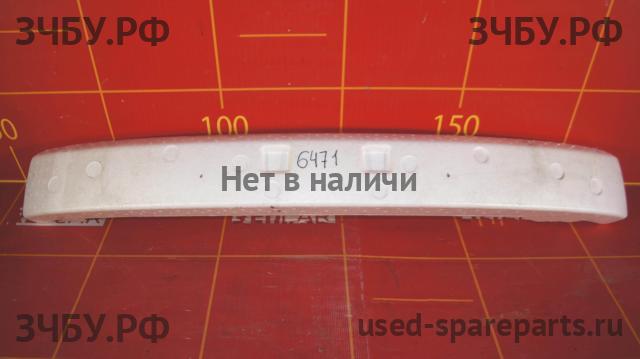 ЗЧБУ.РФ ЗЧБУ.РФ
100 150
6471
Нет в наличи
ЗЧБУ.РФ used-spareparts.ru